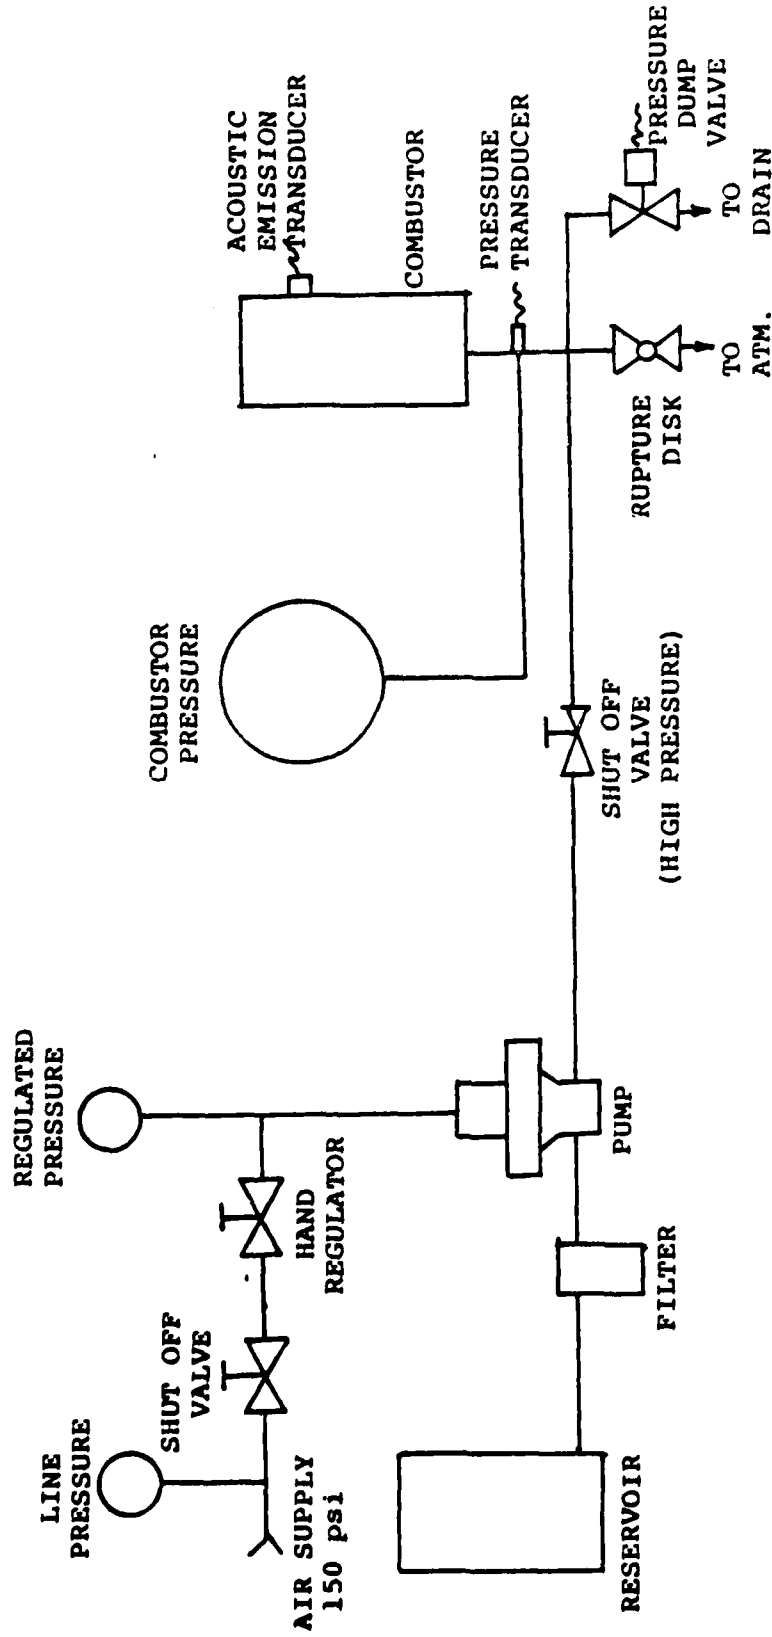 LINE
PRESSURE
REGULATED
PRESSURE
SHUT OFF
VALVE
HAND
REGULATOR
AIR SUPPLY
150 psi
COMBUSTOR
PRESSURE
ACOUSTIC
EMISSION
TRANSDUCER
COMBUSTOR
PRESSURE
TRANSDUCER
RESERVOIR
FILTER
PUMP
SHUT OFF
VALVE
(HIGH PRESSURE)
RUPTURE
DISK
TO
ATM.
TO
DRAIN
PRESSURE
DUMP
VALVE